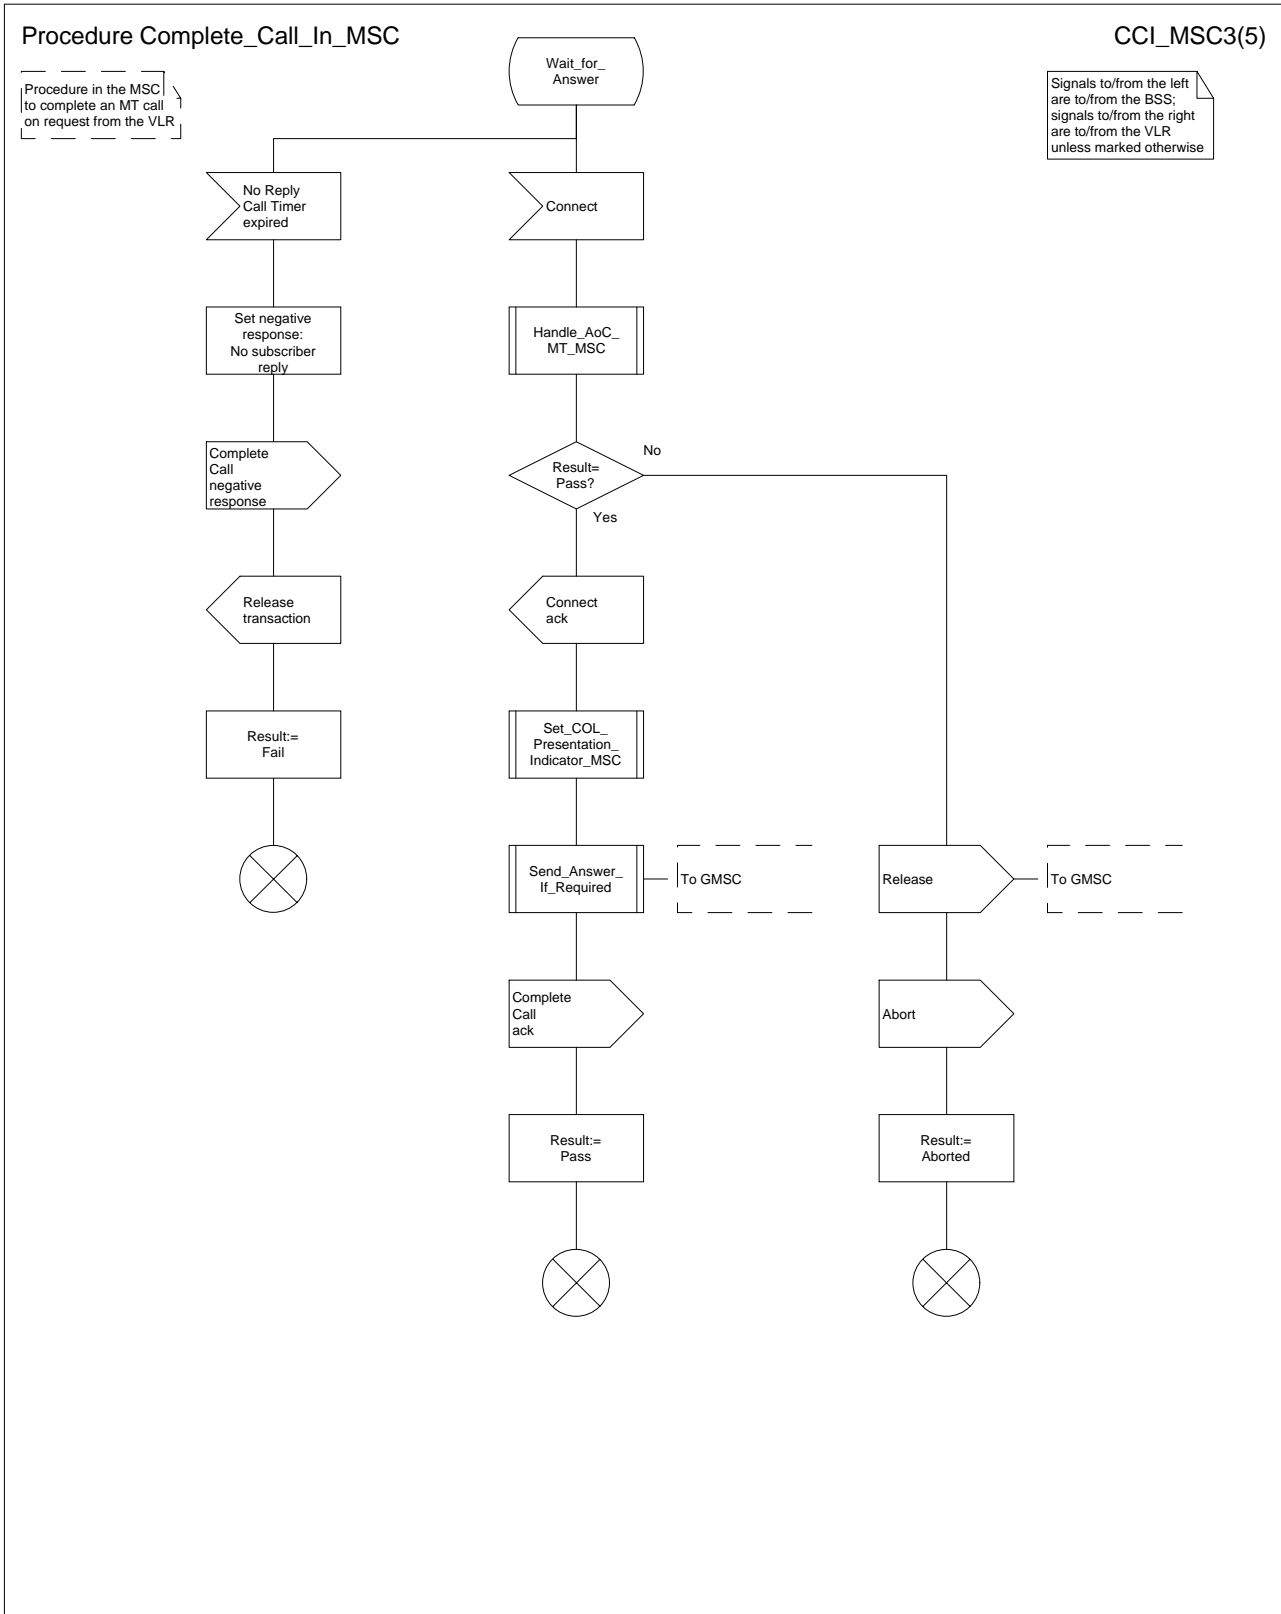 Procedure Complete_Call_In_MSC
CCI_MSC3(5)
Procedure in the MSC
to complete an MT call
on request from the VLR
Signals to/from the left
are to/from the BSS;
signals to/from the right
are to/from the VLR
unless marked otherwise
Wait_for_
Answer
No Reply
Call Timer
expired
Connect
Set negative
response:
No subscriber
reply
Handle_AoC_
MT_MSC
Complete
Call
negative
response
Result=
Pass?
No
Yes
Release
transaction
Connect
ack
Result:=
Fail
Set_COL_
Presentation_
Indicator_MSC
Send_Answer_
If_Required
To GMSC
Release
To GMSC
Complete
Call
ack
Abort
Result:=
Pass
Result:=
Aborted